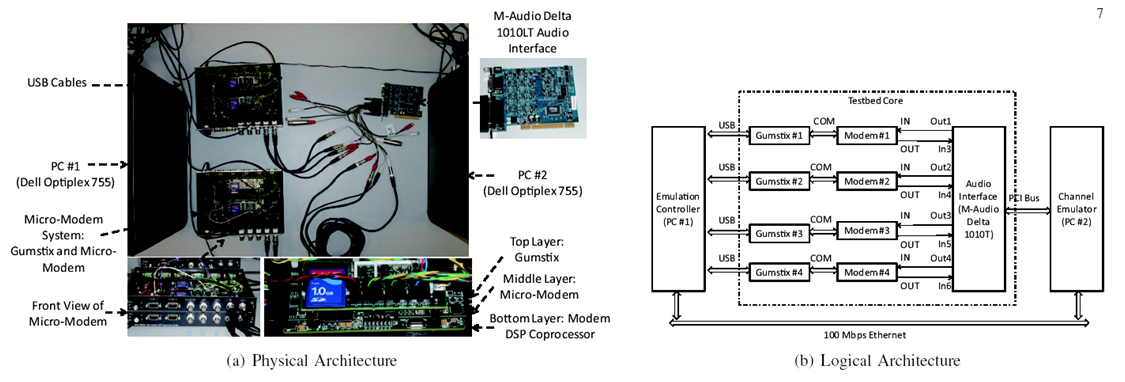 7
M-Audio Delta
1010LT Audio
Interface
USB Cables
PC #1
(Dell Optiplex 755)
PC #2
(Dell Optiplex 755)
Micro-Modem
System:
Gumstix and Micro-
Modem
Front View of
Micro-Modem
1.0GB
Top Layer:
Gumstix
Middle Layer:
Micro-Modem
Bottom Layer: Modem
DSP Coprocessor
(a) Physical Architecture
Testbed Core
Emulation
Controller
(PC #1)
USB
Gumstix #1
COM
Modem #1
IN
Out1
OUT
In3
USB
Gumstix #2
COM
Modem #2
IN
Out2
OUT
In4
USB
Gumstix #3
COM
Modem #3
IN
Out3
OUT
In5
USB
Gumstix #4
COM
Modem #4
IN
Out4
OUT
In6
Audio
Interface
(M-Audio
Delta
1010T)
PCI Bus
Channel
Emulator
(PC #2)
100 Mbps Ethernet
(b) Logical Architecture